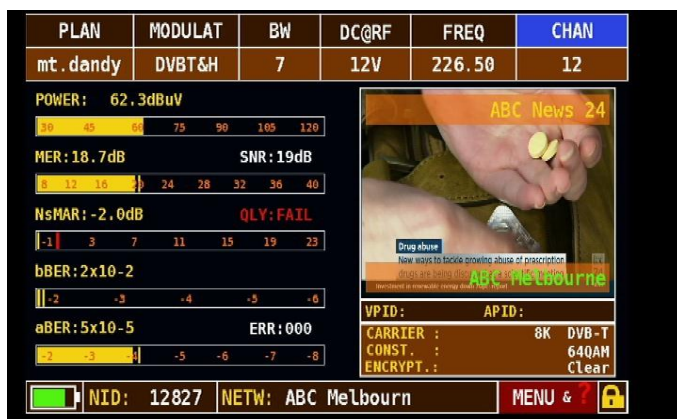 PLAN MODULAT BW DC@RF FREQ CHAN
mt.dandy DVBT&H 7 12V 226.50 12
POWER: 62.3dBuV
30 45 60 75 90 105 120
MER:18.7dB SNR:19dB
8 12 16 20 24 28 32 36 40
NsMAR:-2.0dB QLY:FAIL
-1 3 7 11 15 19 23
bBER:2x10-2
-2 -3 -4 -5 -6
aBER:5x10-5 ERR:000
-2 -3 -4 -5 -6 -7 -8
ABC News 24
Drug abuse
New ways to tackle growing abuse of prescription
drugs are being
ABC Melbourne
VPID: APID:
CARRIER : 8K DVB-T
CONST. : 64QAM
ENCRYPT.: Clear
NID: 12827 NETW: ABC Melbourn MENU & ?